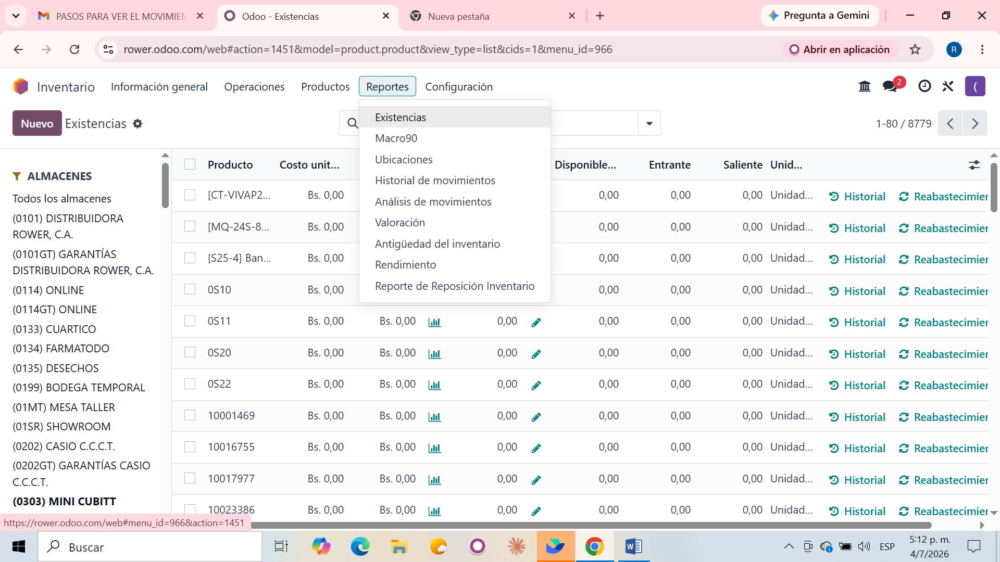 PASOS PARA VER EL MOVIMIEN
Odoo - Existencias
Nueva pestaña
Pregunta a Gemini
rower.odoo.com/web#action=1451&model=product.product&view_type=list&cids=1&menu_id=966
Abrir en aplicación
R
Inventario
Información general
Operaciones
Productos
Reportes
Configuración
2
(
Nuevo
Existencias
1-80 / 8779
Existencias
Macro90
Ubicaciones
Historial de movimientos
Análisis de movimientos
Valoración
Antigüedad del inventario
Rendimiento
Reporte de Reposición Inventario
ALMACENES
Todos los almacenes
(0101) DISTRIBUIDORA
ROWER, C.A.
(0101GT) GARANTÍAS
DISTRIBUIDORA ROWER, C.A.
(0114) ONLINE
(0114GT) ONLINE
(0133) CUARTICO
(0134) FARMATODO
(0135) DESECHOS
(0199) BODEGA TEMPORAL
(01MT) MESA TALLER
(01SR) SHOWROOM
(0202) CASIO C.C.C.T.
(0202GT) GARANTÍAS CASIO
C.C.C.T.
(0303) MINI CUBITT
Producto Costo unit... Disponible... Entrante Saliente Unid...
[CT-VIVAP2... Bs. 0,00 0,00 0,00 0,00 Unidad... Historial Reabastecimier
[MQ-24S-8... Bs. 0,00 0,00 0,00 0,00 Unidad... Historial Reabastecimier
[S25-4] Ban... Bs. 0,00 0,00 0,00 0,00 Unidad... Historial Reabastecimier
0S10 Bs. 0,00 0,00 0,00 0,00 Unidad... Historial Reabastecimier
0S11 Bs. 0,00 Bs. 0,00 0,00 0,00 0,00 0,00 Unidad... Historial Reabastecimier
0S20 Bs. 0,00 Bs. 0,00 0,00 0,00 0,00 0,00 Unidad... Historial Reabastecimier
0S22 Bs. 0,00 Bs. 0,00 0,00 0,00 0,00 0,00 Unidad... Historial Reabastecimier
10001469 Bs. 0,00 Bs. 0,00 0,00 0,00 0,00 0,00 Unidad... Historial Reabastecimier
10016755 Bs. 0,00 Bs. 0,00 0,00 0,00 0,00 0,00 Unidad... Historial Reabastecimier
10017977 Bs. 0,00 Bs. 0,00 0,00 0,00 0,00 0,00 Unidad... Historial Reabastecimier
10023386 Bs. 0,00 Bs. 0,00 0,00 0,00 0,00 0,00 Unidad... Historial Reabastecimier
https://rower.odoo.com/web#menu_id=966&action=1451
Buscar
ESP
5:12 p. m.
4/7/2026